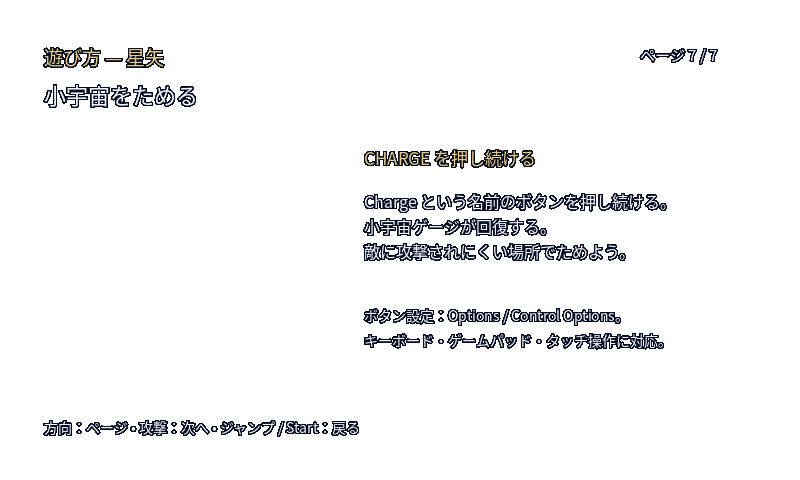 遊び方 — 星矢
ページ 7 / 7
小宇宙をためる
CHARGE を押し続ける
Charge という名前のボタンを押し続ける。
小宇宙ゲージが回復する。
敵に攻撃されにくい場所でためよう。
ボタン設定：Options / Control Options。
キーボード・ゲームパッド・タッチ操作に対応。
方向：ページ・攻撃：次へ・ジャンプ / Start：戻る